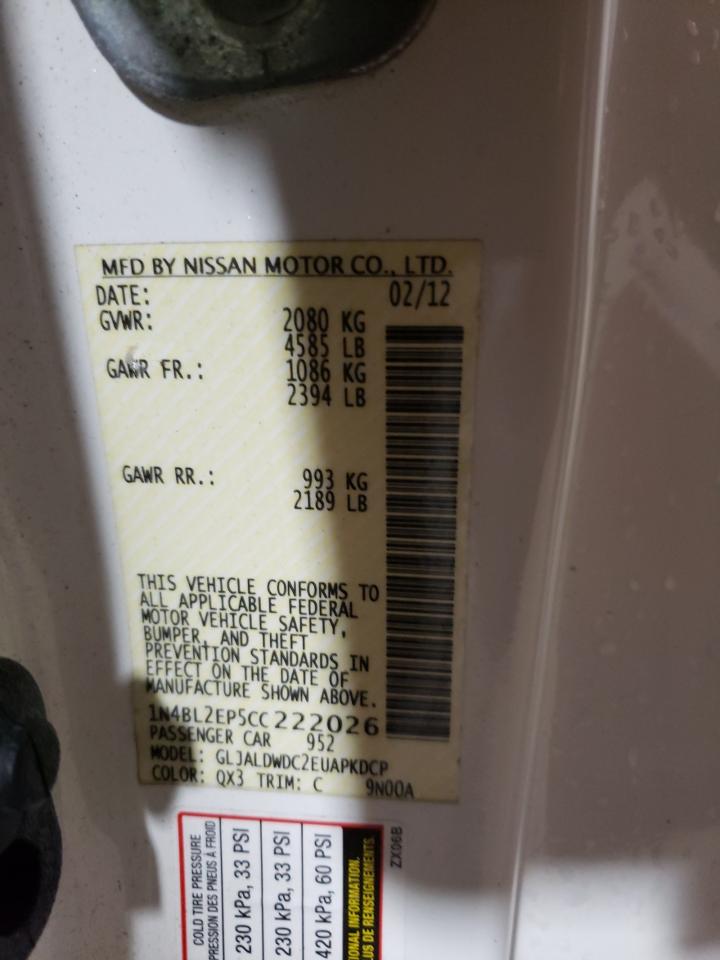 MFD BY NISSAN MOTOR CO., LTD.
DATE: 02/12
GVWR: 2080 KG
4585 LB
GAWR FR.: 1086 KG
2394 LB
GAWR RR.: 993 KG
2189 LB
THIS VEHICLE CONFORMS TO
ALL APPLICABLE FEDERAL
MOTOR VEHICLE SAFETY,
BUMPER, AND THEFT
PREVENTION STANDARDS IN
EFFECT ON THE DATE OF
MANUFACTURE SHOWN ABOVE.
1N4BL2EP5CC222026
PASSENGER CAR 952
MODEL: GLJALDWDC2EUAPKDCP
COLOR: QX3 TRIM: C 9N00A
COLD TIRE PRESSURE
PRESSION DES PNEUS À FROID
230 kPa, 33 PSI
230 kPa, 33 PSI
420 kPa, 60 PSI
INFORMATION.
DE RENSEIGNEMENTS
ZX06B